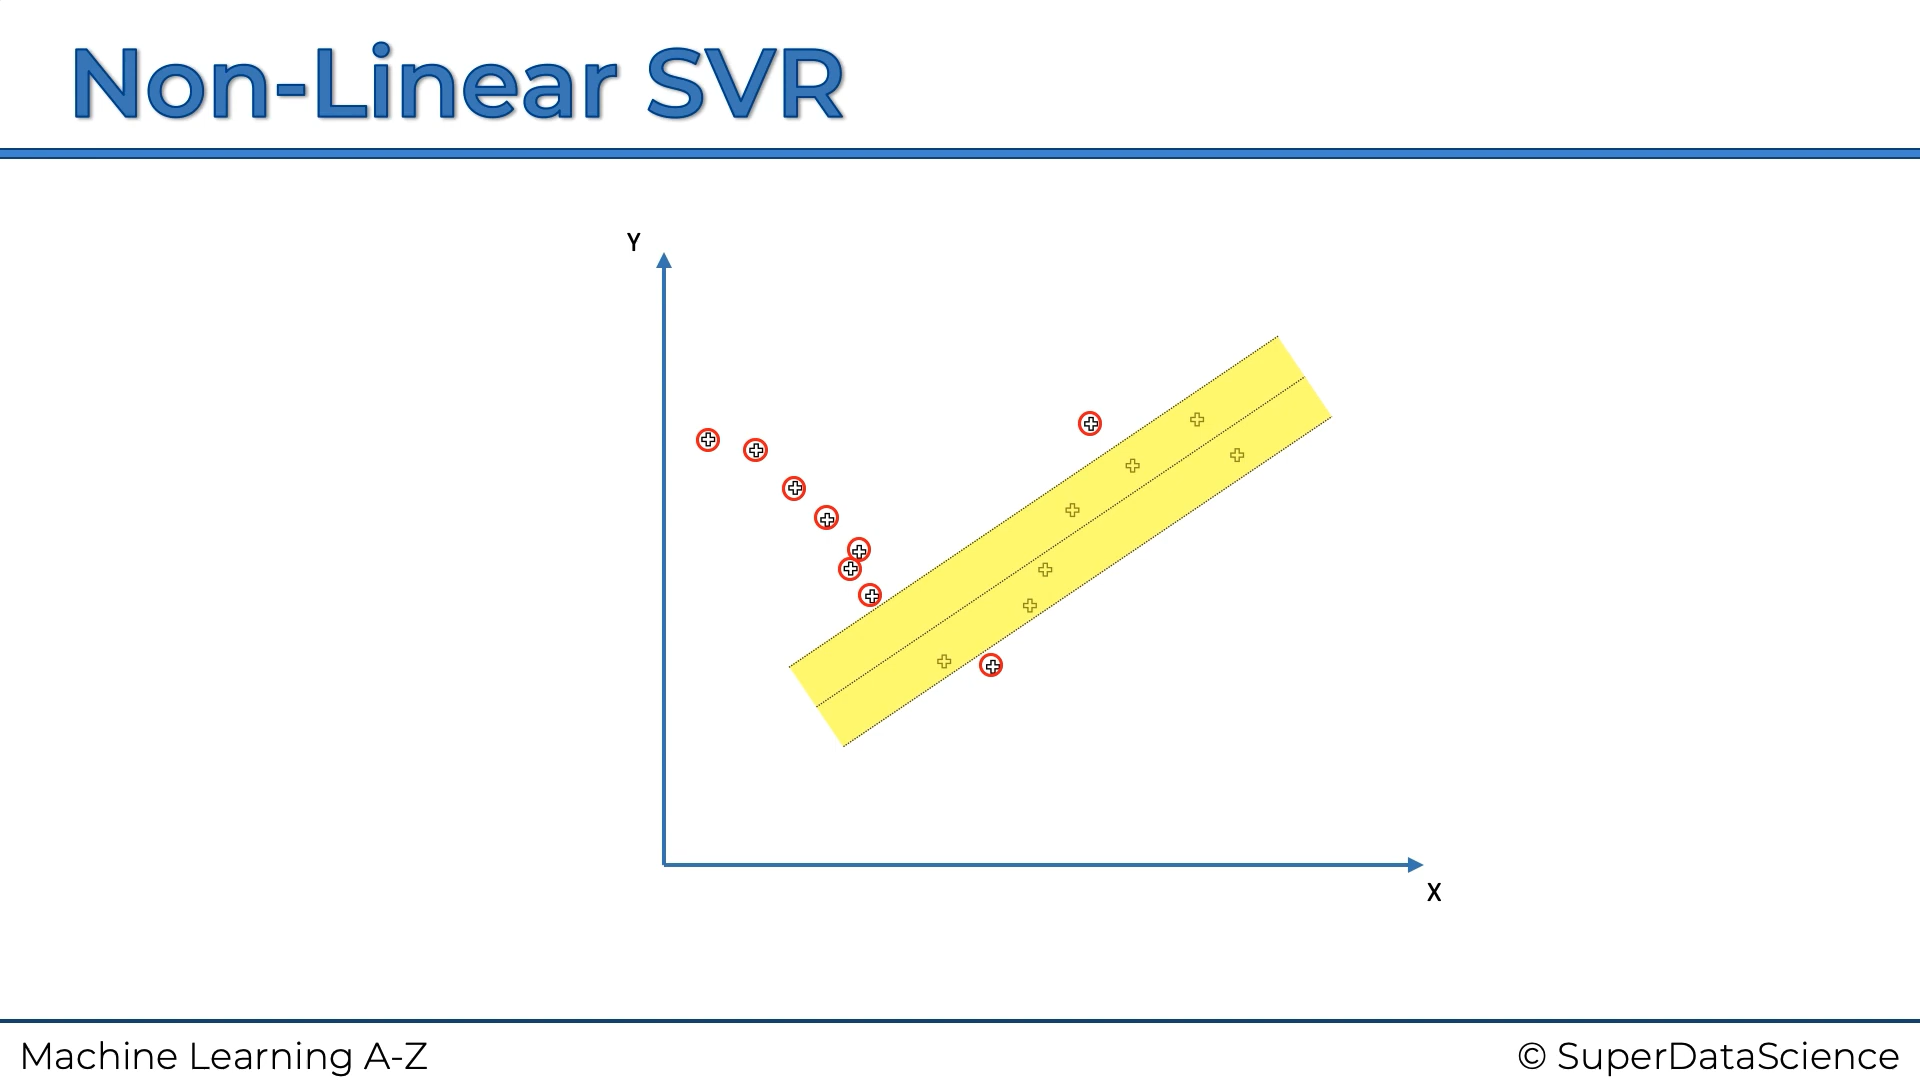 Non-Linear SVR
Y
X
Machine Learning A-Z
© SuperDataScience